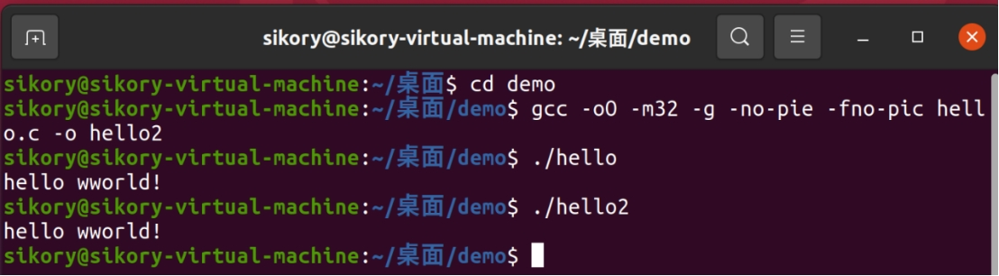 sikory@sikory-virtual-machine: ~/桌面/demo
sikory@sikory-virtual-machine:~/桌面$ cd demo
sikory@sikory-virtual-machine:~/桌面/demo$ gcc -oO -m32 -g -no-pie -fno-pic hell
o.c -o hello2
sikory@sikory-virtual-machine:~/桌面/demo$ ./hello
hello wworld!
sikory@sikory-virtual-machine:~/桌面/demo$ ./hello2
hello wworld!
sikory@sikory-virtual-machine:~/桌面/demo$